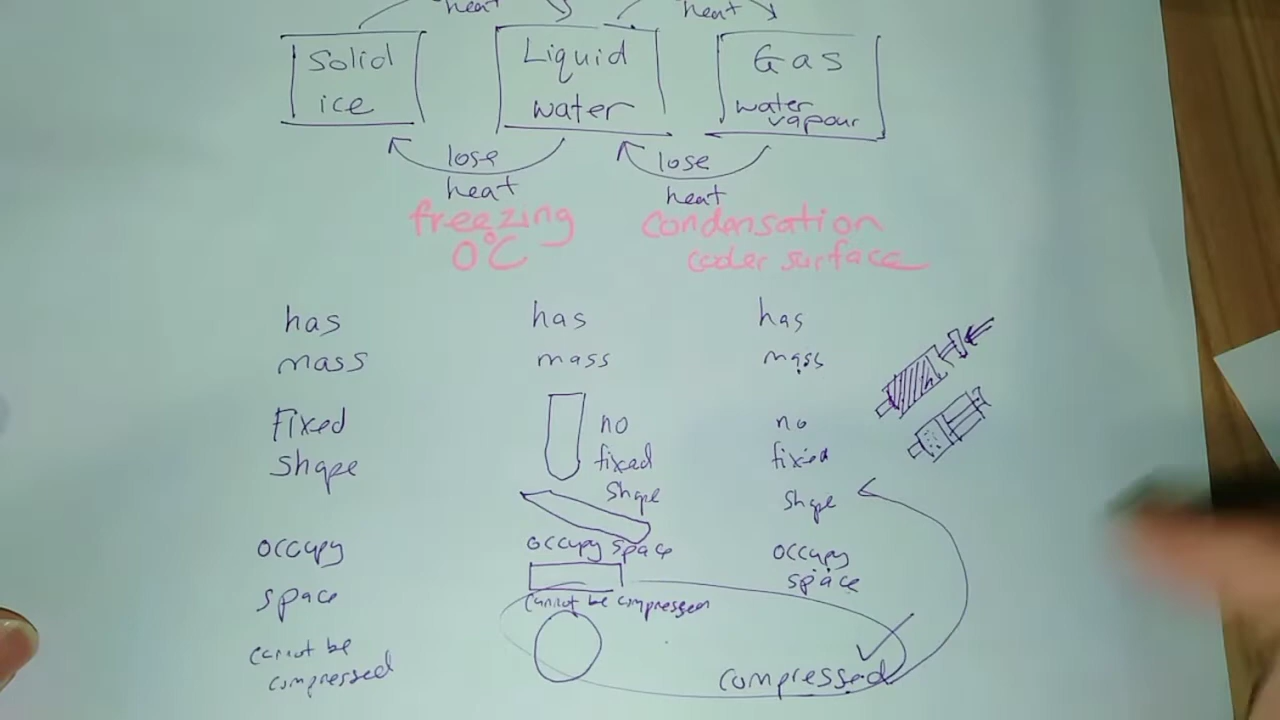 heat
heat
Solid
ice
Liquid
water
Gas
water
vapour
lose
heat
lose
heat
freezing
0°C
Condensation
cooler surface
has
mass
has
mass
has
mass
Fixed
Shape
no
fixed
Shape
no
fixed
Shape
occupy
space
occupy space
occupy
space
cannot be
compressed
cannot be compressed
compressed